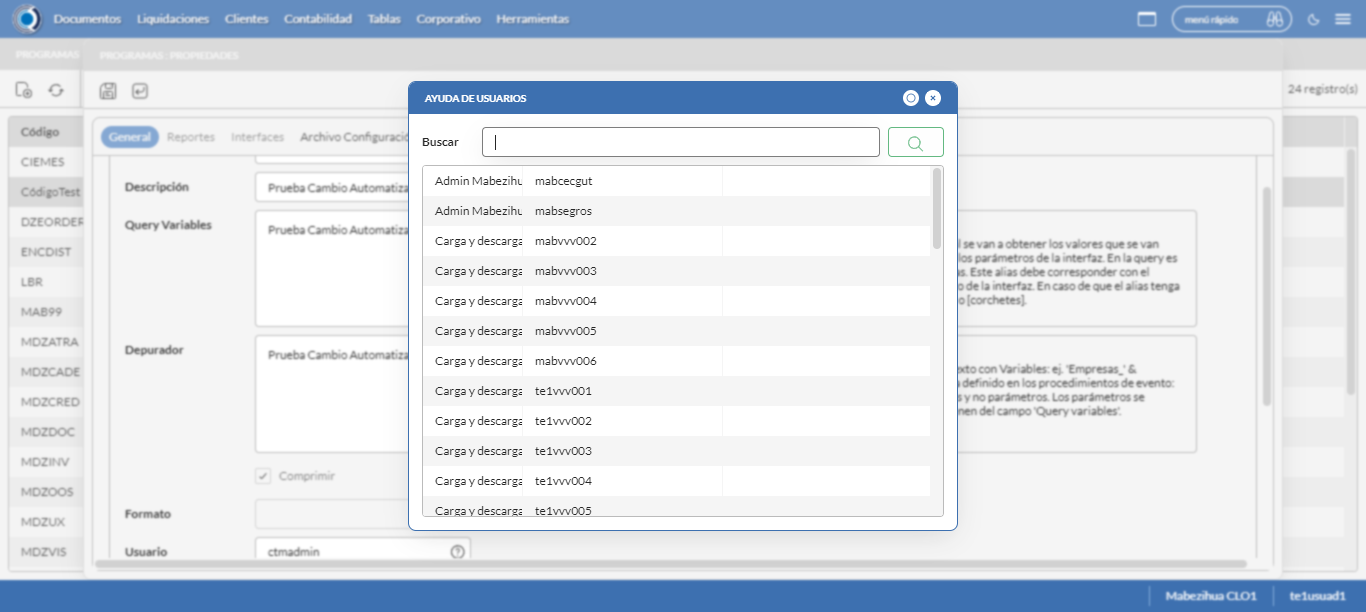 Documentos Liquidaciones Clientes Contabilidad Tablas Corporativo Herramientas menú rápido
PROGRAMAS PROGRAMAS : PROPIEDADES
24 registro(s)
AYUDA DE USUARIOS
Buscar
Admin Mabezihu mabcecgut
Admin Mabezihu mabsegros
Carga y descarga mabvvv002
Carga y descarga mabvvv003
Carga y descarga mabvvv004
Carga y descarga mabvvv005
Carga y descarga mabvvv006
Carga y descarga te1vvv001
Carga y descarga te1vvv002
Carga y descarga te1vvv003
Carga y descarga te1vvv004
Carga y descarga te1vvv005
Código
CIEMES
CódigoTest
DZEORDER
ENCDIST
LBR
MAB99
MDZATRA
MDZCADE
MDZCRED
MDZDOC
MDZINV
MDZOOS
MDZUX
MDZVIS
General Reportes Interfaces Archivo Configuració
Descripción Prueba Cambio Automatiza
Query Variables Prueba Cambio Automatiza
l se van a obtener los valores que se van
los parámetros de la interfaz. En la query es
as. Este alias debe corresponder con el
o de la interfaz. En caso de que el alias tenga
o [corchetes].
Depurador Prueba Cambio Automatiza
exto con Variables: ej. 'Empresas_' &
a definido en los procedimientos de evento:
s y no parámetros. Los parámetros se
nen del campo 'Query variables'.
Comprimir
Formato
Usuario ctmadmin
Mabezihua CLO1 te1usuad1